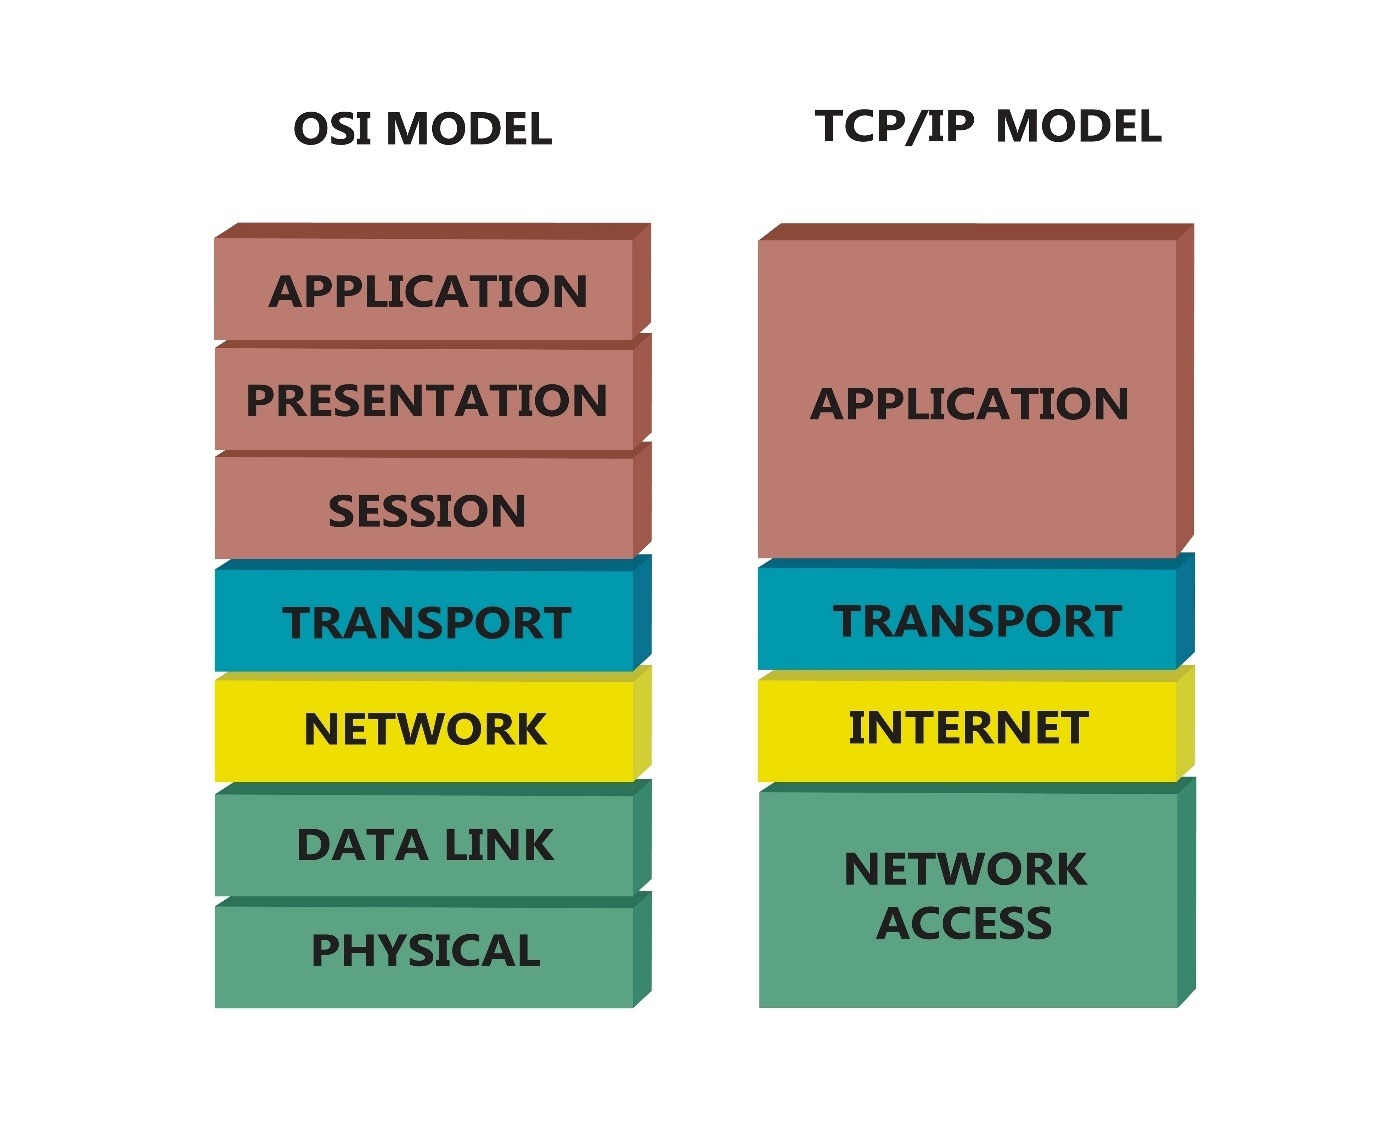 OSI MODEL
APPLICATION
PRESENTATION
SESSION
TRANSPORT
NETWORK
DATA LINK
PHYSICAL
TCP/IP MODEL
APPLICATION
TRANSPORT
INTERNET
NETWORK
ACCESS